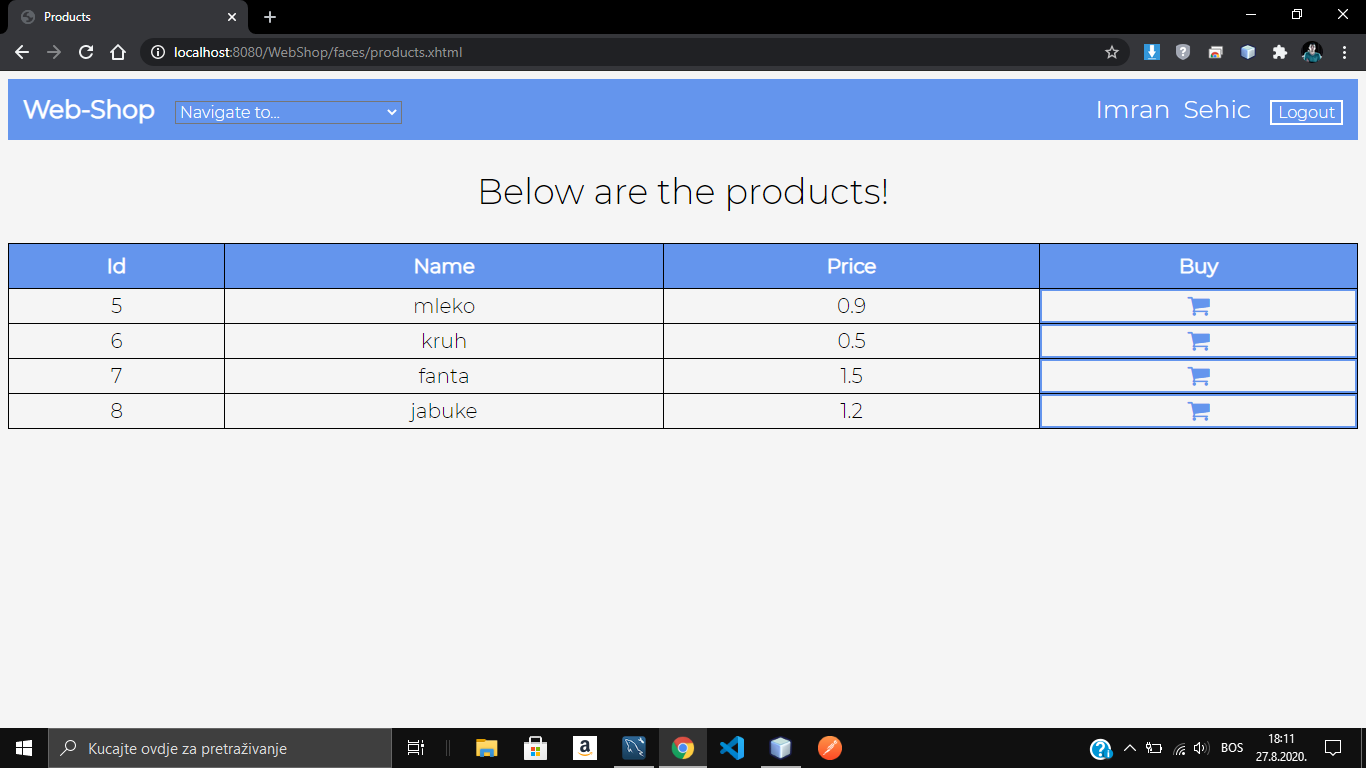 Products
localhost:8080/WebShop/faces/products.xhtml
Web-Shop Navigate to... Imran Sehic Logout
Below are the products!
Id Name Price Buy
5 mleko 0.9
6 kruh 0.5
7 fanta 1.5
8 jabuke 1.2
Kucajte ovdje za pretraživanje
BOS
18:11
27.8.2020.